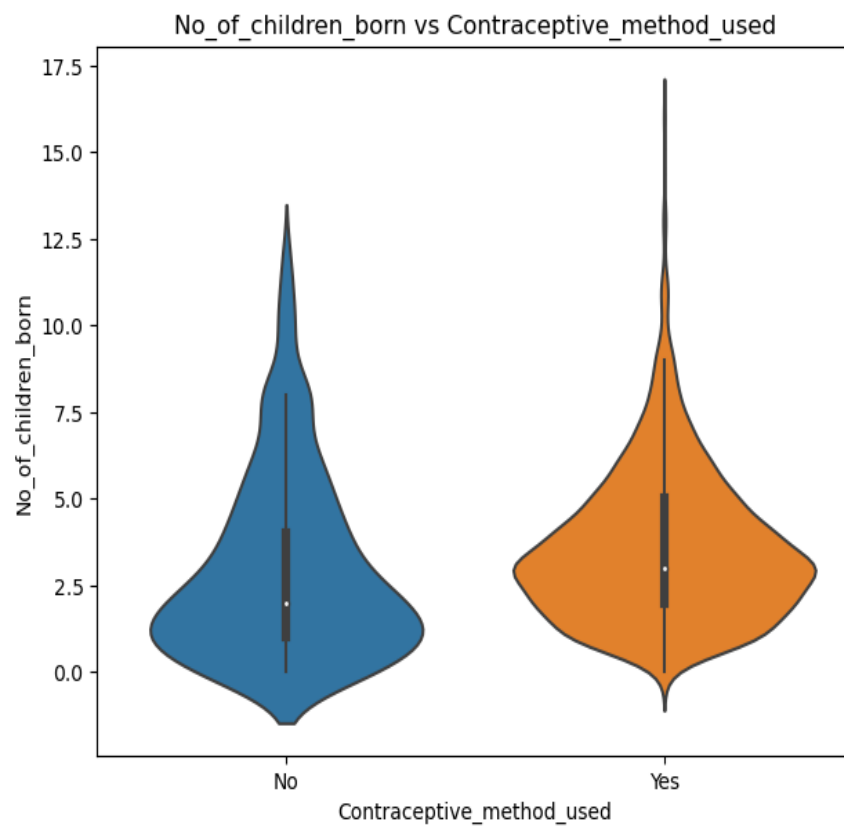 No_of_children_born vs Contraceptive_method_used
17.5
15.0
12.5
10.0
7.5
5.0
2.5
0.0
No_of_children_born
No
Yes
Contraceptive_method_used